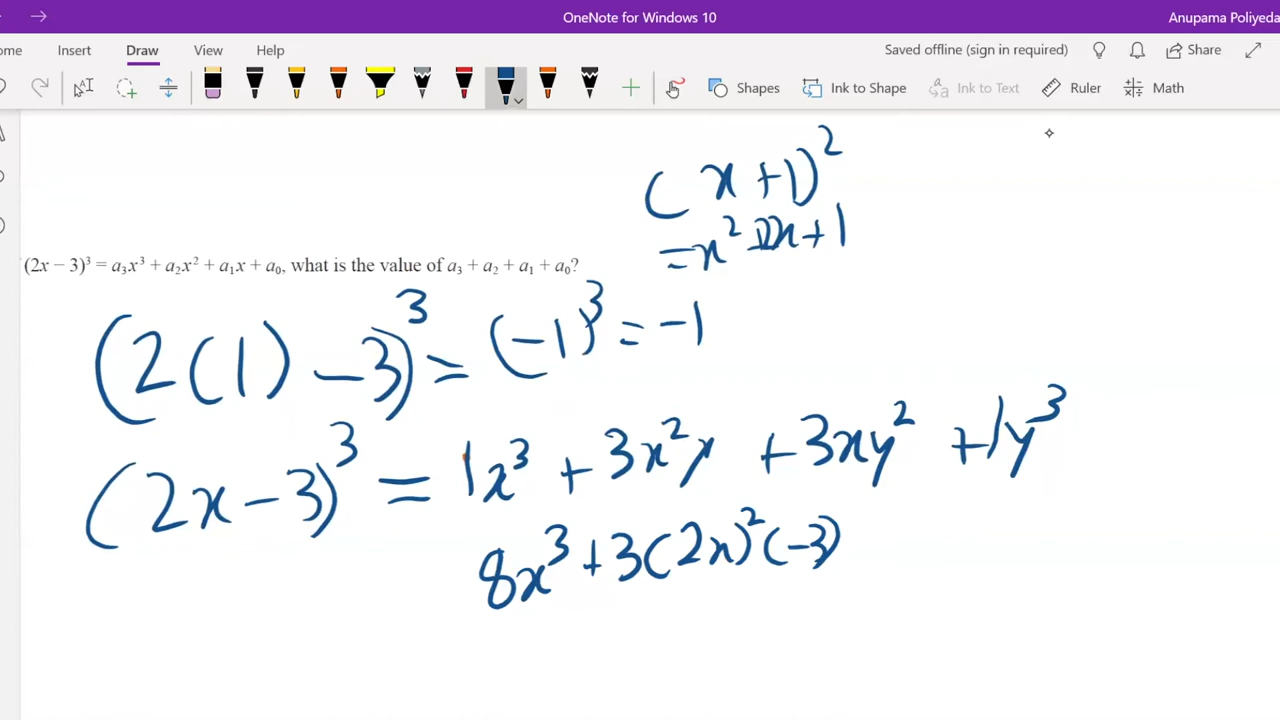 OneNote for Windows 10
Anupama Poliyeda
ome Insert Draw View Help
Saved offline (sign in required) Share
Shapes Ink to Shape Ink to Text Ruler Math
(x+1)²
=x² 2x+1
(2x − 3)³ = a₃x³ + a₂x² + a₁x + a₀, what is the value of a₃ + a₂ + a₁ + a₀?
(2(1) −3)³ = (−1)³ = −1
(2x−3)³ = 1x³ + 3x²y +3xy² +1y³
8x³ + 3(2x)²(−3)